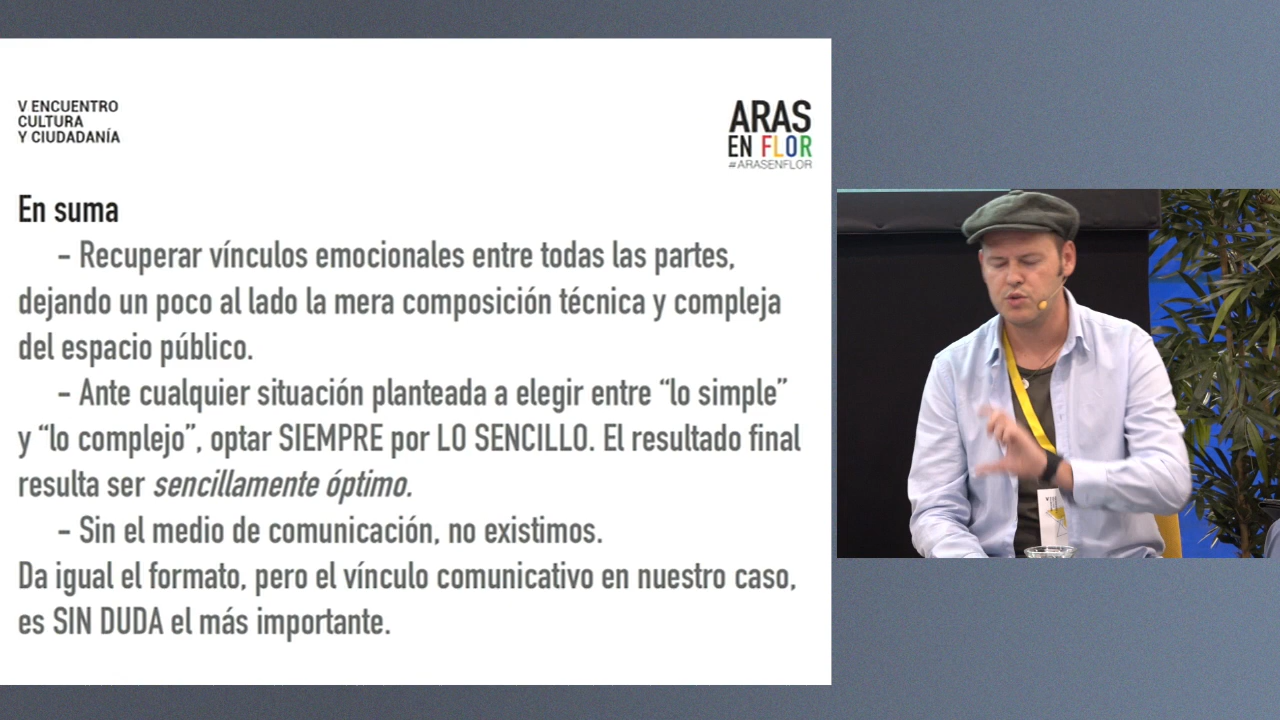 V ENCUENTRO
CULTURA
Y CIUDADANÍA
ARAS
EN FLOR
#ARASENFLOR
En suma
– Recuperar vínculos emocionales entre todas las partes,
dejando un poco al lado la mera composición técnica y compleja
del espacio público.
– Ante cualquier situación planteada a elegir entre “lo simple”
y “lo complejo”, optar SIEMPRE por LO SENCILLO. El resultado final
resulta ser sencillamente óptimo.
– Sin el medio de comunicación, no existimos.
Da igual el formato, pero el vínculo comunicativo en nuestro caso,
es SIN DUDA el más importante.